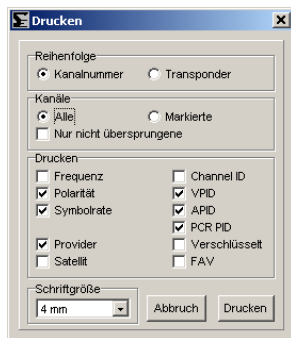 Drucken
Reihenfolge
Kanalnummer Transponder
Kanäle
Alle Markierte
Nur nicht übersprungene
Drucken
Frequenz Channel ID
Polarität VPID
Symbolrate APID
PCR PID
Provider Verschlüsselt
Satellit FAV
Schriftgröße
4 mm Abbruch Drucken